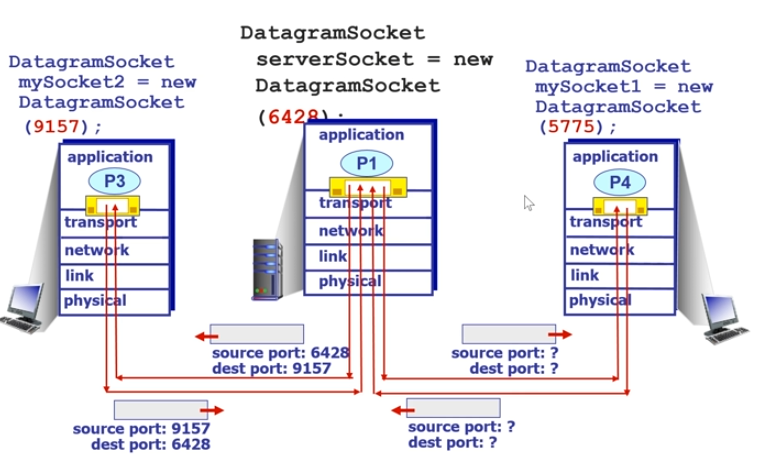 DatagramSocket
serverSocket = new
DatagramSocket
(6428);
DatagramSocket
mySocket2 = new
DatagramSocket
(9157);
DatagramSocket
mySocket1 = new
DatagramSocket
(5775);
application
P3
transport
network
link
physical
application
P1
transport
network
link
physical
application
P4
transport
network
link
physical
source port: 6428
dest port: 9157
source port: ?
dest port: ?
source port: 9157
dest port: 6428
source port: ?
dest port: ?